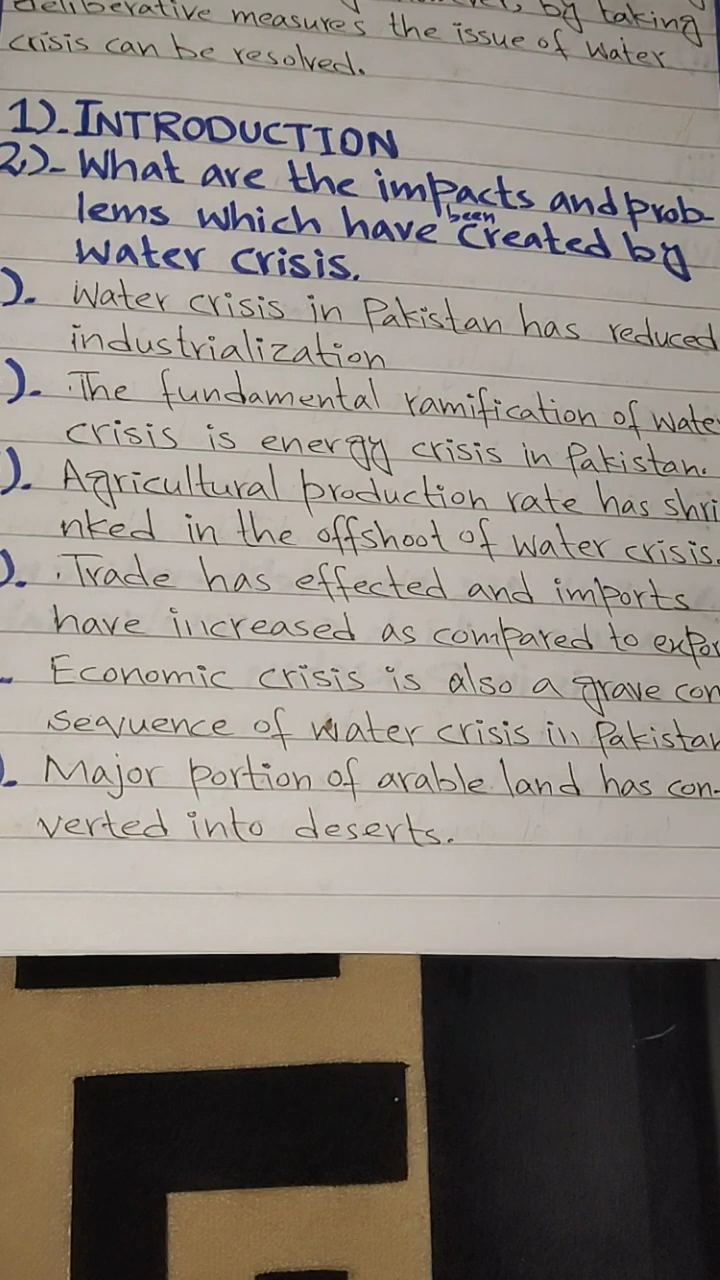 deliberative measures the issue of water
by taking
crisis can be resolved.
1). INTRODUCTION
2).- What are the impacts and prob-
lems which have been created by
water crisis.
). Water crisis in Pakistan has reduced
industrialization
). The fundamental ramification of wate
crisis is energy crisis in Pakistan.
). Agricultural production rate has shri
nked in the offshoot of water crisis.
). Trade has effected and imports
have increased as compared to expor
- Economic crisis is also a grave con
sequence of water crisis in Pakistan
). Major portion of arable land has con-
verted into deserts.